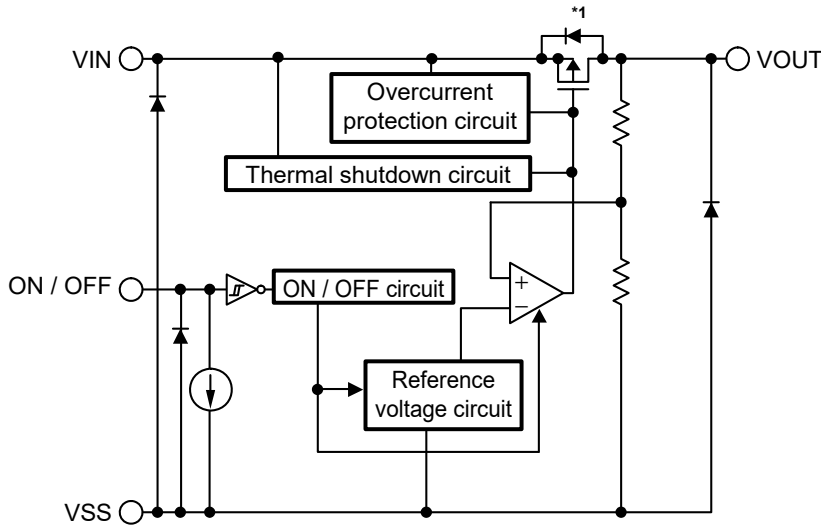 *1
VIN
VOUT
Overcurrent
protection circuit
Thermal shutdown circuit
ON / OFF
ON / OFF circuit
+
−
Reference
voltage circuit
VSS